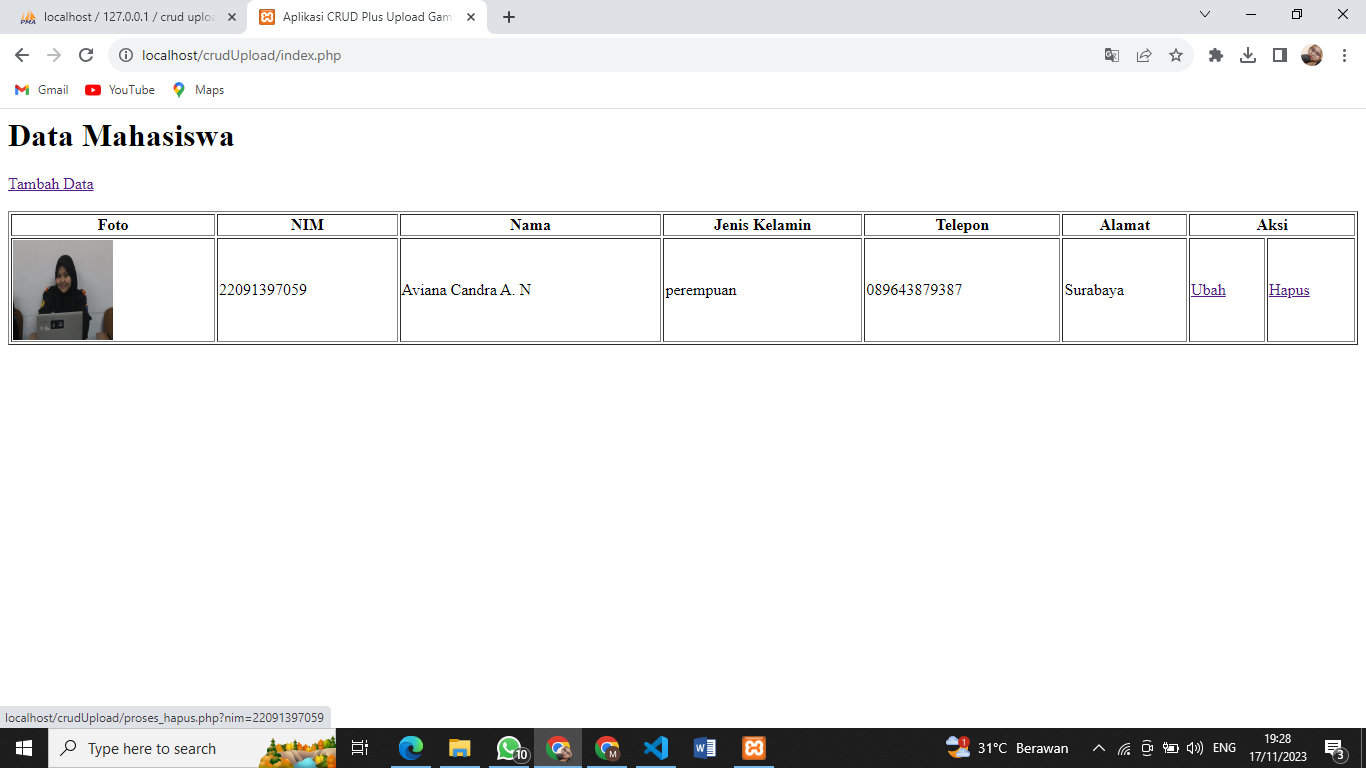 localhost / 127.0.0.1 / crud uploa
Aplikasi CRUD Plus Upload Gam
localhost/crudUpload/index.php
Gmail YouTube Maps
Data Mahasiswa
Tambah Data
Foto NIM Nama Jenis Kelamin Telepon Alamat Aksi
22091397059 Aviana Candra A. N perempuan 089643879387 Surabaya Ubah Hapus
localhost/crudUpload/proses_hapus.php?nim=22091397059
Type here to search
10
M
1
31°C Berawan
ENG
19:28
17/11/2023
3